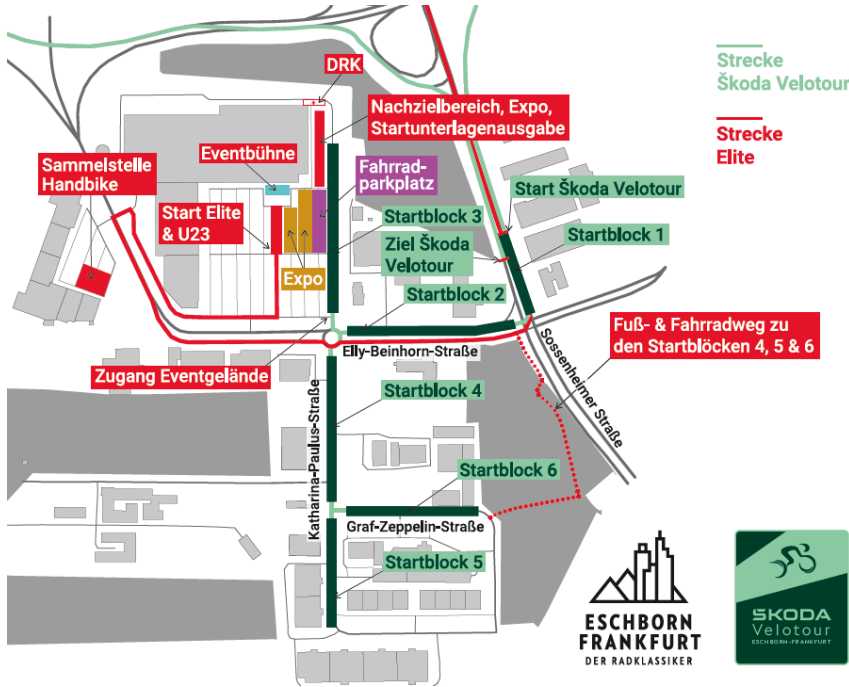 DRK
Strecke
Škoda Velotour
Nachzielbereich, Expo,
Startunterlagenausgabe
Strecke
Elite
Sammelstelle
Handbike
Eventbühne
Fahrrad-
parkplatz
Start Škoda Velotour
Start Elite
& U23
Startblock 3
Startblock 1
Ziel Škoda
Velotour
Expo
Startblock 2
Fuß- & Fahrradweg zu
den Startblöcken 4, 5 & 6
Elly-Beinhorn-Straße
Sossenheimer Straße
Zugang Eventgelände
Startblock 4
Katharina-Paulus-Straße
Startblock 6
Graf-Zeppelin-Straße
Startblock 5
ESCHBORN
FRANKFURT
DER RADKLASSIKER
SKODA
Velotour
ESCHBORN-FRANKFURT